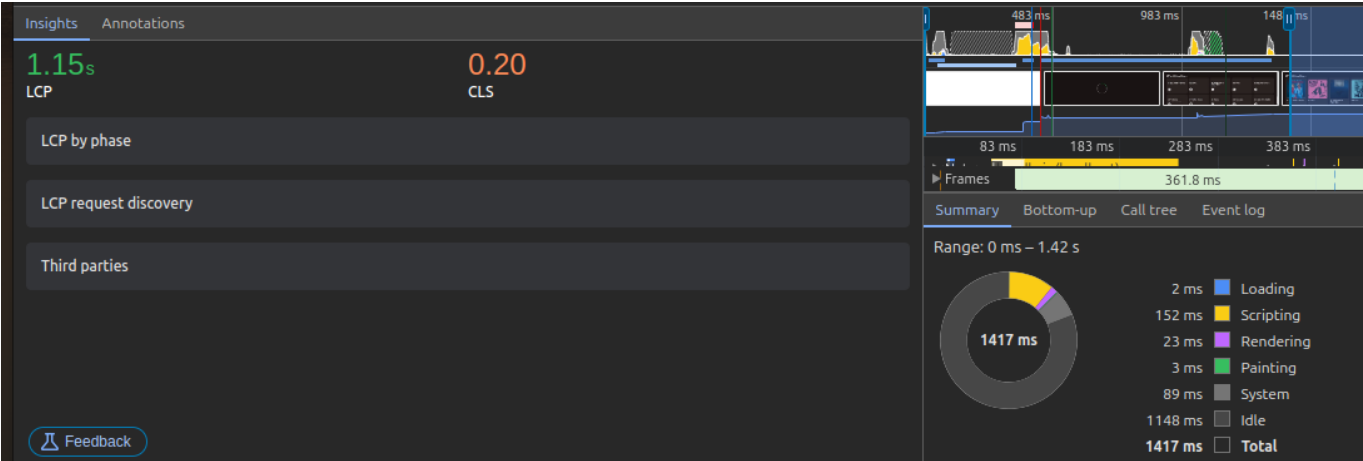 Insights Annotations
1.15s
LCP
0.20
CLS
LCP by phase
LCP request discovery
Third parties
Feedback
483 ms 983 ms 148 ms
83 ms 183 ms 283 ms 383 ms
Frames 361.8 ms
Summary Bottom-up Call tree Event log
Range: 0 ms – 1.42 s
1417 ms
2 ms Loading
152 ms Scripting
23 ms Rendering
3 ms Painting
89 ms System
1148 ms Idle
1417 ms Total